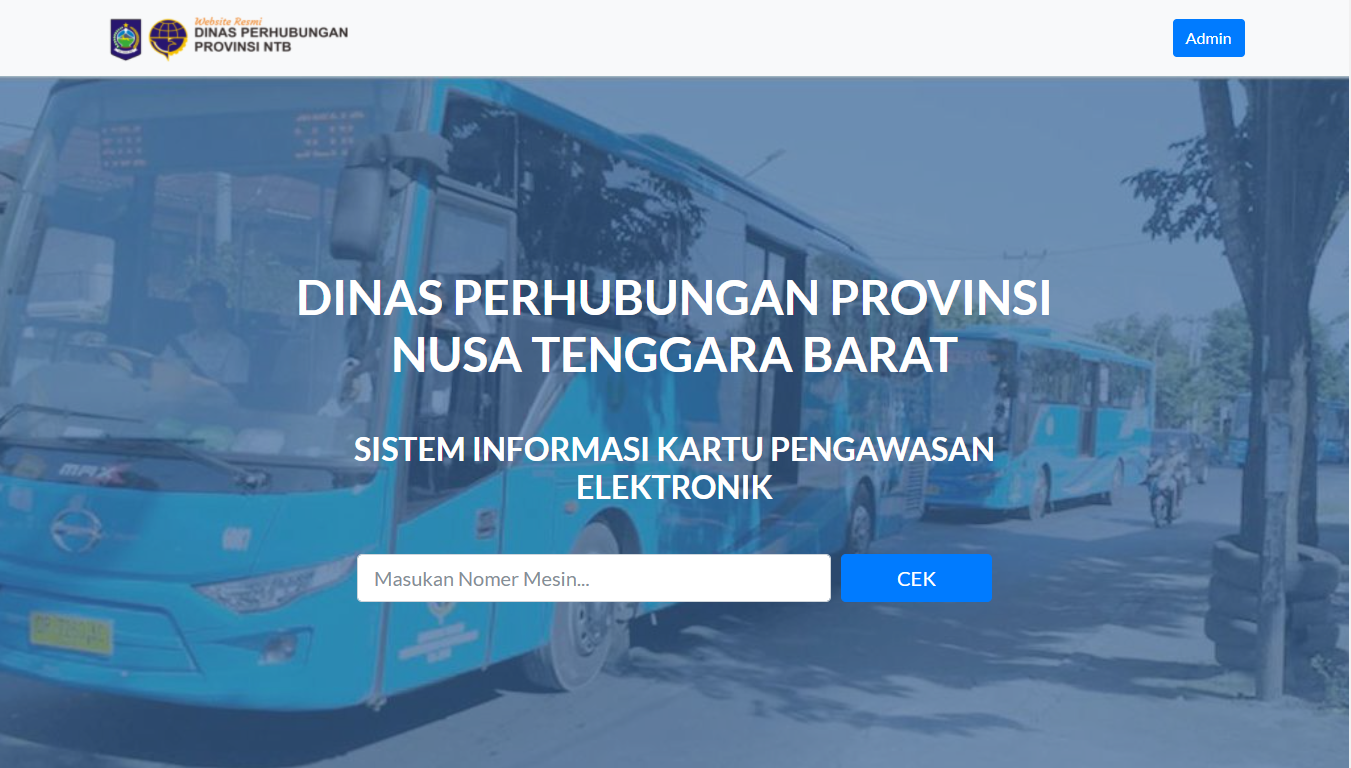 Website Resmi
DINAS PERHUBUNGAN
PROVINSI NTB
Admin
DINAS PERHUBUNGAN PROVINSI
NUSA TENGGARA BARAT
SISTEM INFORMASI KARTU PENGAWASAN
ELEKTRONIK
Masukan Nomer Mesin...
CEK